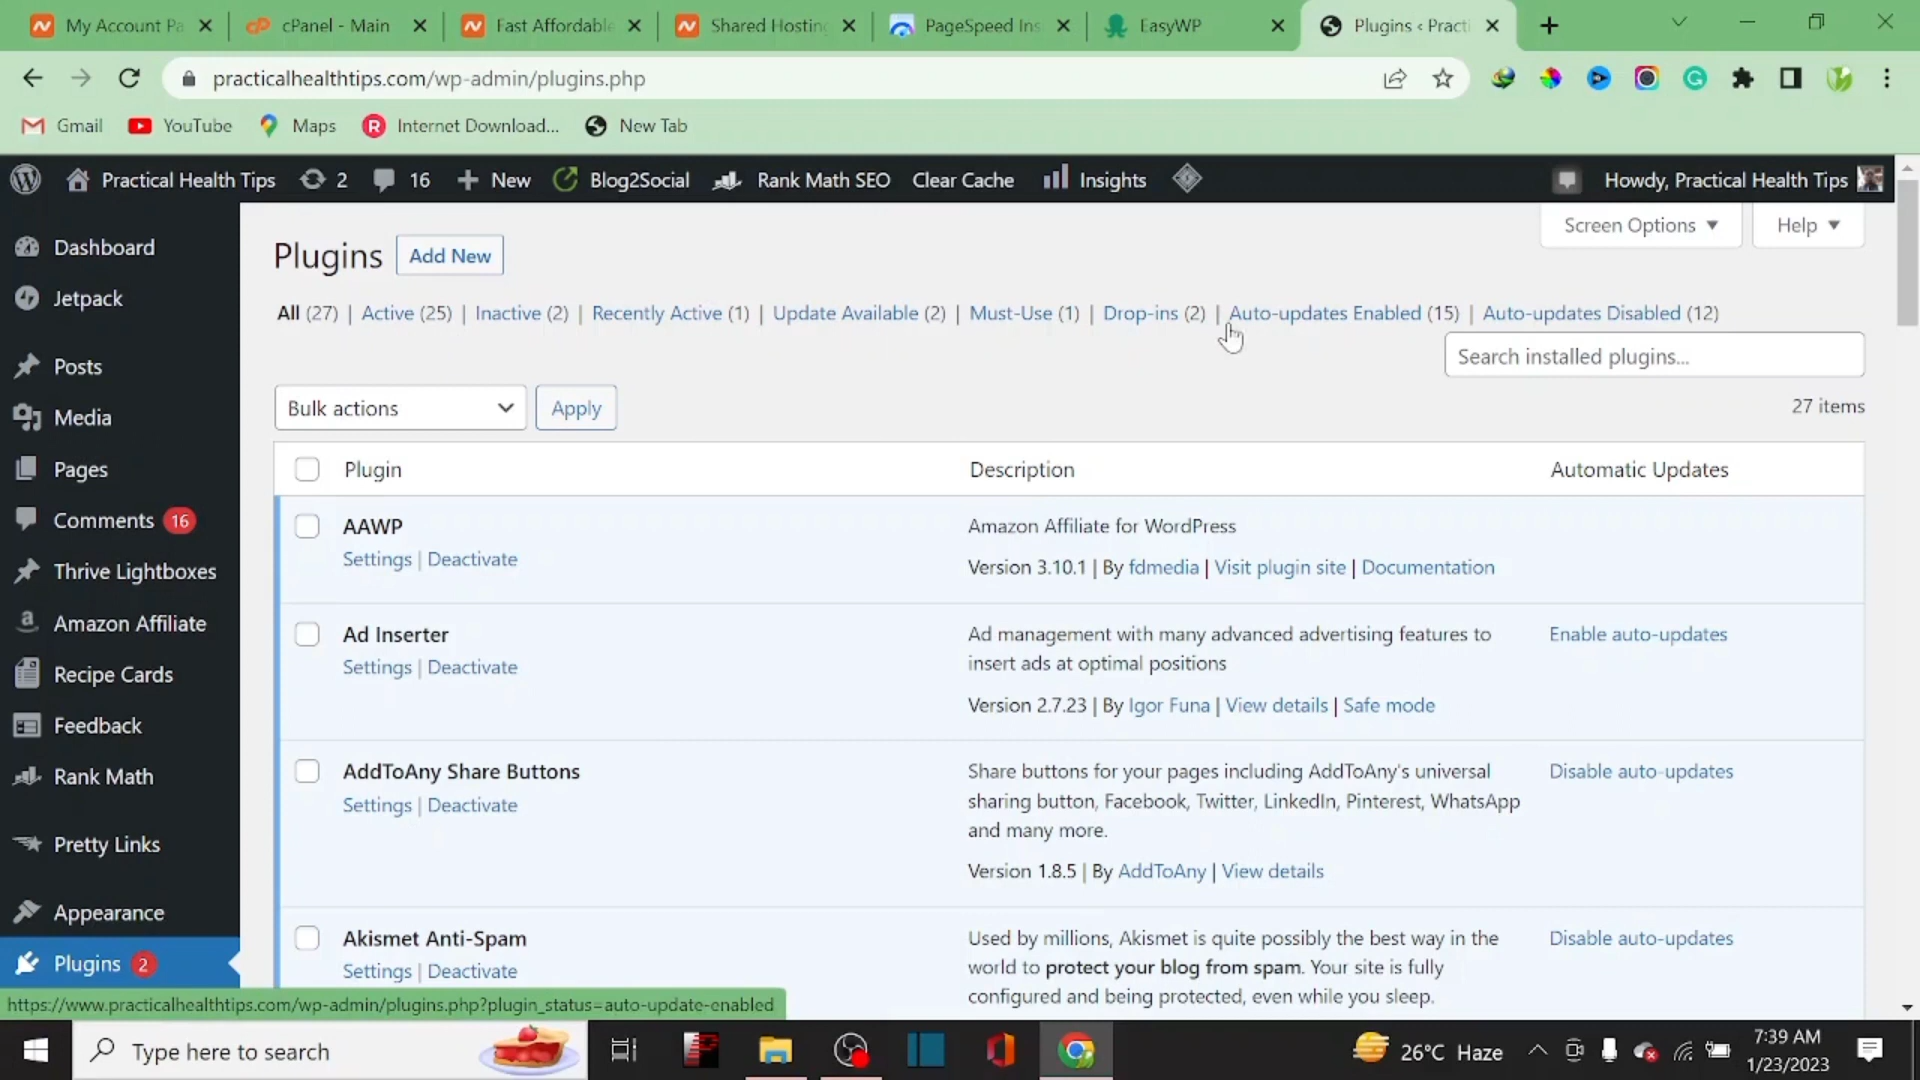 My Account Pa
cPanel - Main
Fast Affordable
Shared Hosting
PageSpeed Ins
EasyWP
Plugins ‹ Practi
practicalhealthtips.com/wp-admin/plugins.php
Gmail
YouTube
Maps
Internet Download...
New Tab
Practical Health Tips
2
16
New
Blog2Social
Rank Math SEO
Clear Cache
Insights
Howdy, Practical Health Tips
Dashboard
Jetpack
Posts
Media
Pages
Comments 16
Thrive Lightboxes
Amazon Affiliate
Recipe Cards
Feedback
Rank Math
Pretty Links
Appearance
Plugins 2
Screen Options
Help
Plugins
Add New
All (27) | Active (25) | Inactive (2) | Recently Active (1) | Update Available (2) | Must-Use (1) | Drop-ins (2) | Auto-updates Enabled (15) | Auto-updates Disabled (12)
Search installed plugins...
Bulk actions
Apply
27 items
Plugin
Description
Automatic Updates
AAWP
Settings | Deactivate
Amazon Affiliate for WordPress
Version 3.10.1 | By fdmedia | Visit plugin site | Documentation
Ad Inserter
Settings | Deactivate
Ad management with many advanced advertising features to
insert ads at optimal positions
Version 2.7.23 | By Igor Funa | View details | Safe mode
Enable auto-updates
AddToAny Share Buttons
Settings | Deactivate
Share buttons for your pages including AddToAny's universal
sharing button, Facebook, Twitter, LinkedIn, Pinterest, WhatsApp
and many more.
Version 1.8.5 | By AddToAny | View details
Disable auto-updates
Akismet Anti-Spam
Settings | Deactivate
Used by millions, Akismet is quite possibly the best way in the
world to protect your blog from spam. Your site is fully
configured and being protected, even while you sleep.
Disable auto-updates
https://www.practicalhealthtips.com/wp-admin/plugins.php?plugin_status=auto-update-enabled
Type here to search
26°C Haze
7:39 AM
1/23/2023